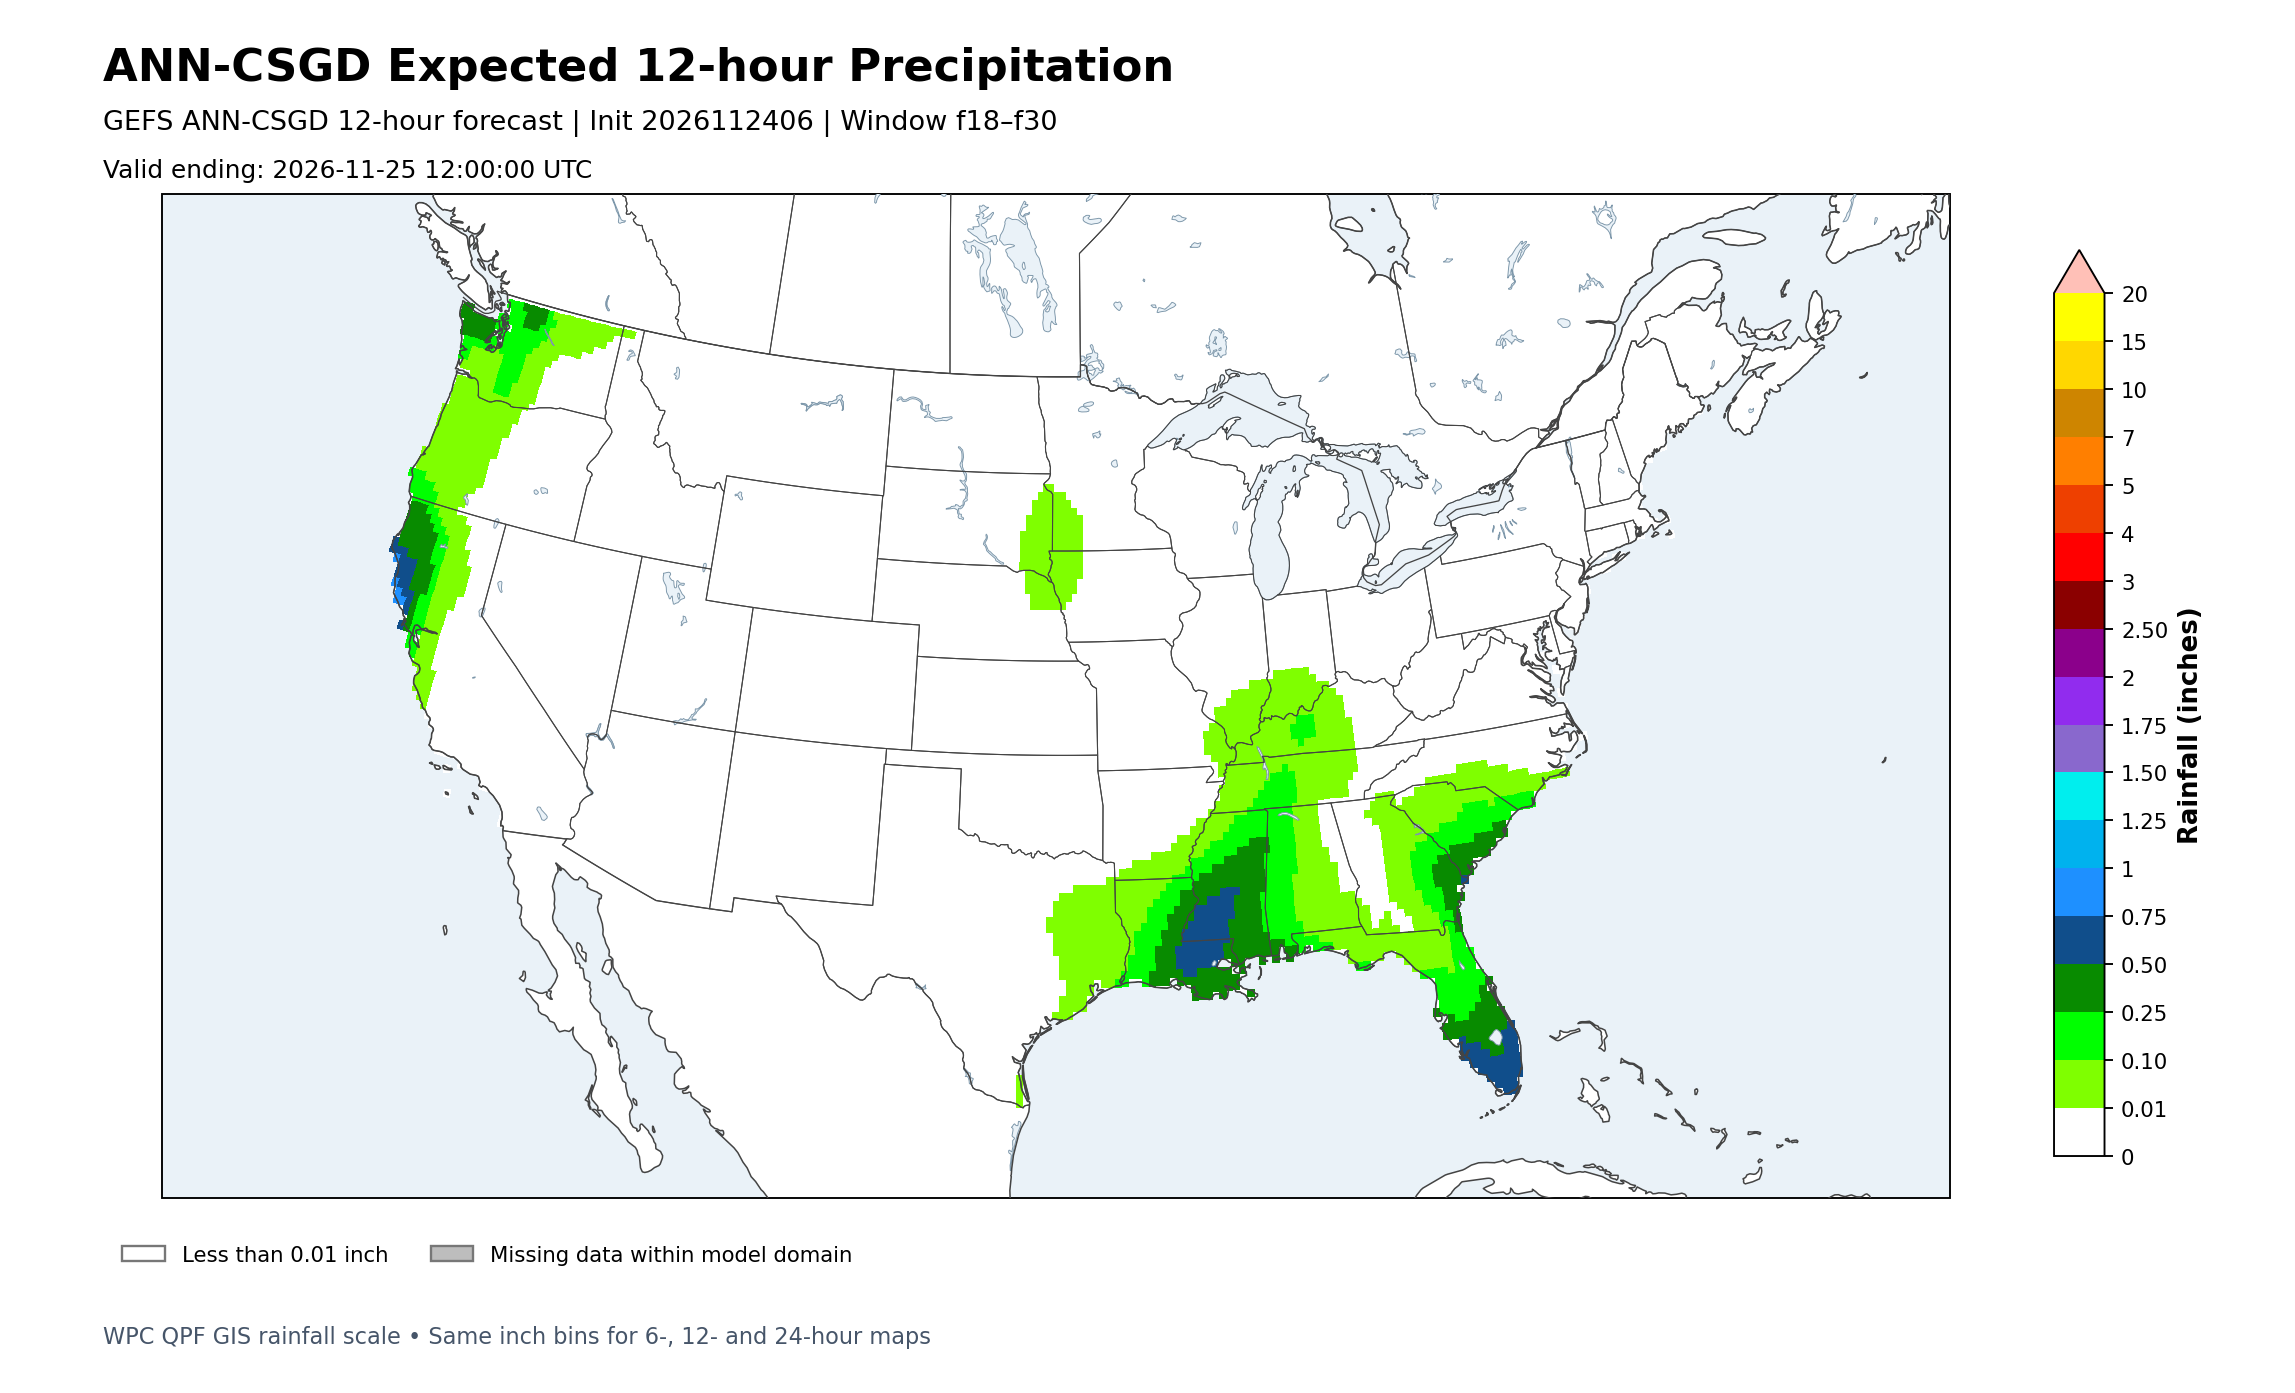 ANN-CSGD Expected 12-hour Precipitation
GEFS ANN-CSGD 12-hour forecast | Init 2026112406 | Window f18–f30
Valid ending: 2026-11-25 12:00:00 UTC
20
15
10
7
5
4
3
2.50
2
1.75
1.50
1.25
1
0.75
0.50
0.25
0.10
0.01
0
Rainfall (inches)
Less than 0.01 inch
Missing data within model domain
WPC QPF GIS rainfall scale • Same inch bins for 6-, 12- and 24-hour maps